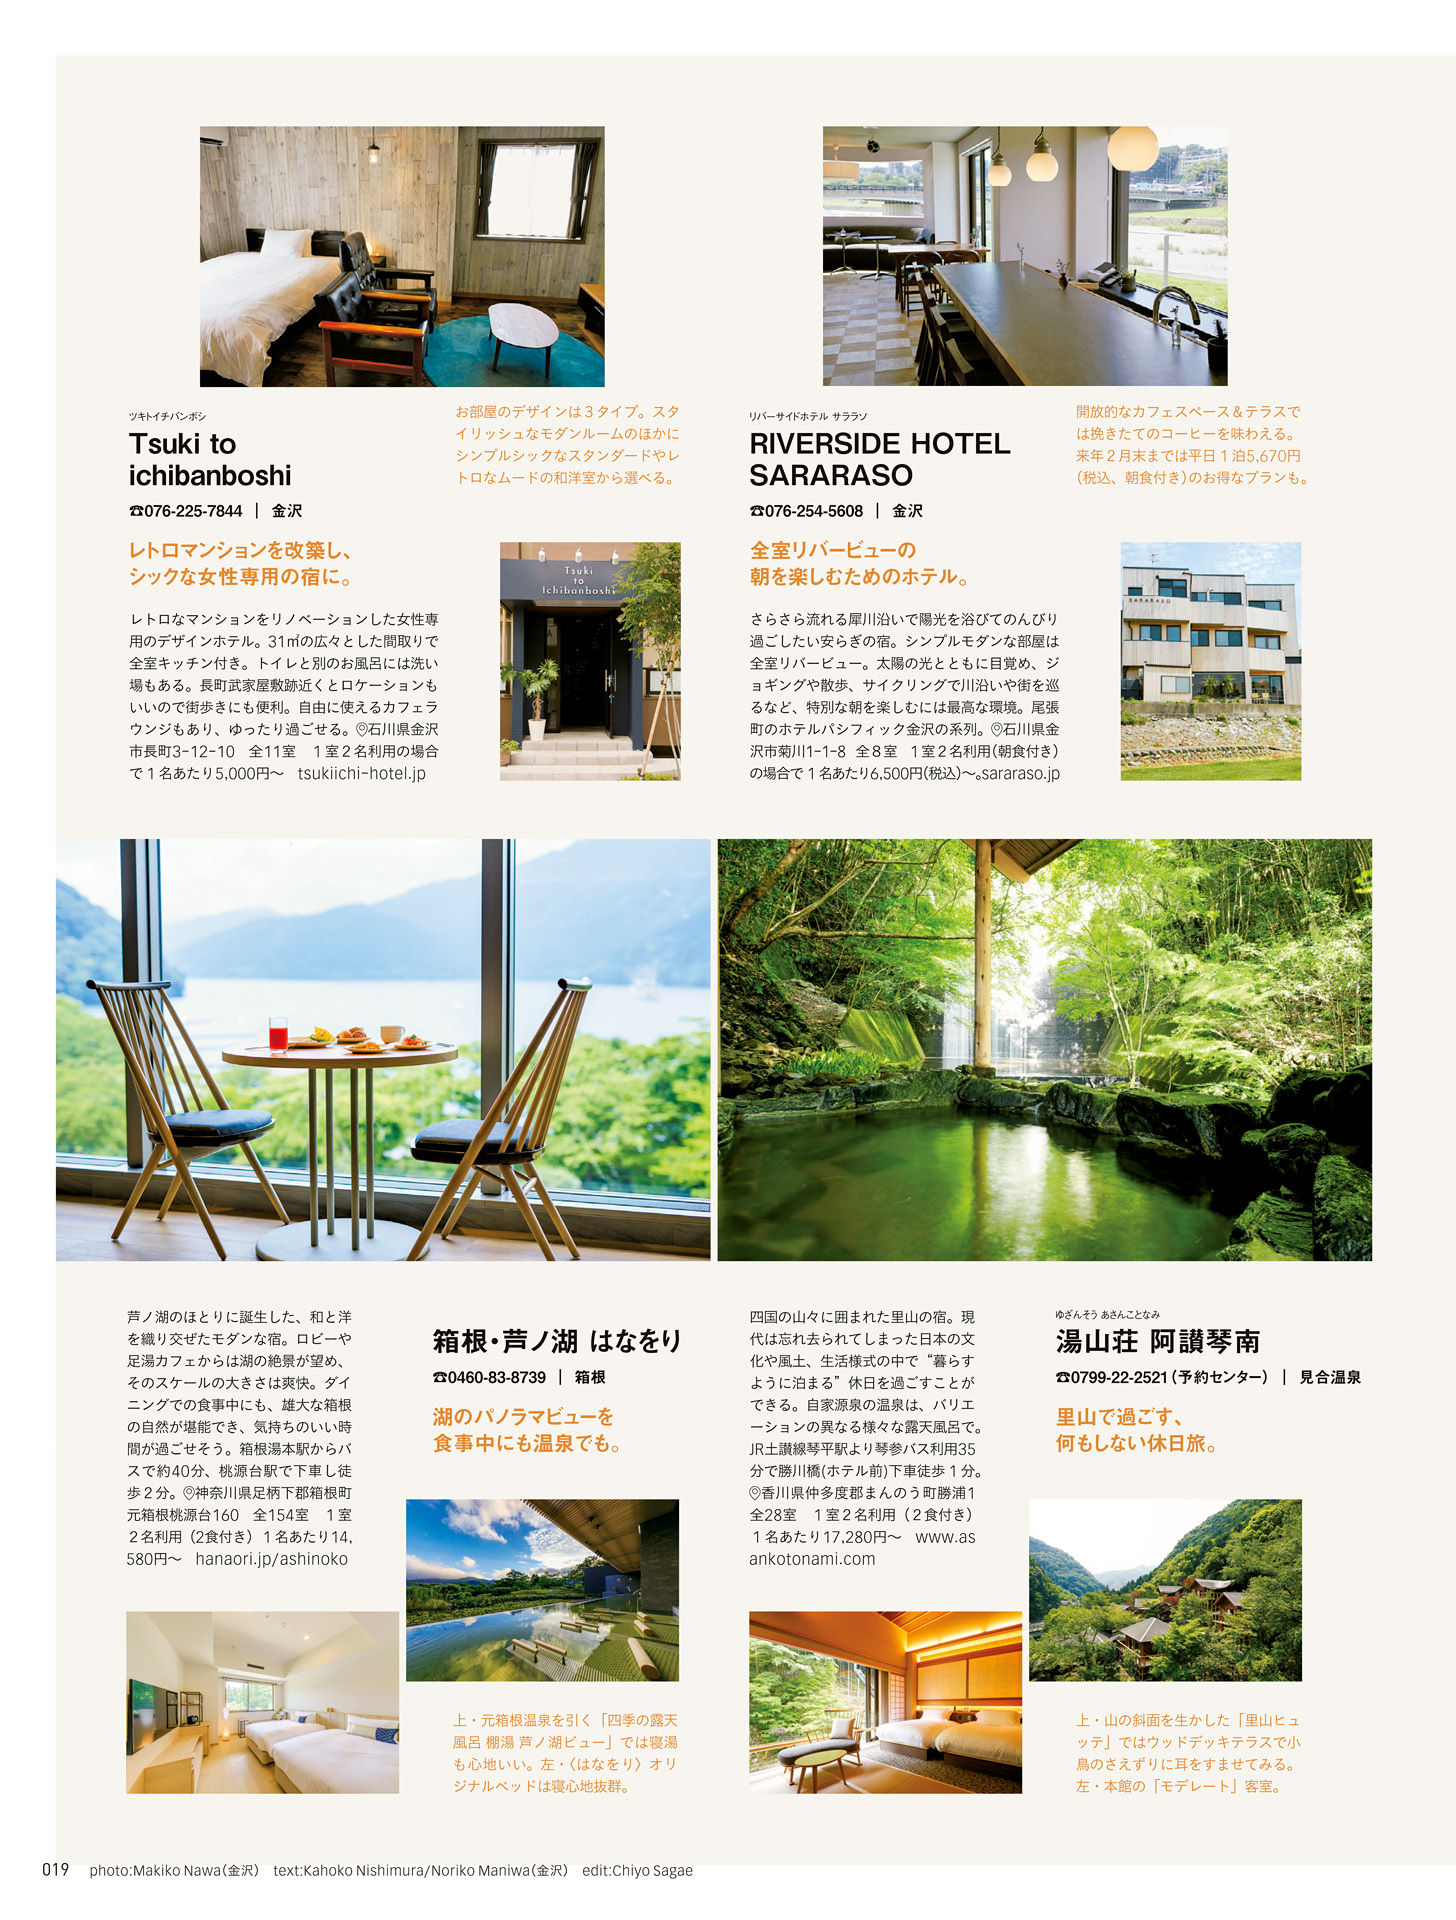 ツキトイチバンボシ
Tsuki to
ichibanboshi
☎076-225-7844 | 金沢
お部屋のデザインは3タイプ。スタ
イリッシュなモダンルームのほかに
シンプルシックなスタンダードやレ
トロなムードの和洋室から選べる。
レトロマンションを改築し、
シックな女性専用の宿に。
レトロなマンションをリノベーションした女性専
用のデザインホテル。31㎡の広々とした間取りで
全室キッチン付き。トイレと別のお風呂には洗い
場もある。長町武家屋敷跡近くとロケーションも
いいので街歩きにも便利。自由に使えるカフェラ
ウンジもあり、ゆったり過ごせる。石川県金沢
市長町3-12-10 全11室 1室2名利用の場合
で1名あたり5,000円〜 tsukiichi-hotel.jp
Tsuki
to
Ichibanboshi
リバーサイドホテル サララソ
RIVERSIDE HOTEL
SARARASO
☎076-254-5608 | 金沢
開放的なカフェスペース&テラスで
は挽きたてのコーヒーを味わえる。
来年2月末までは平日1泊5,670円
(税込、朝食付き)のお得なプランも。
全室リバービューの
朝を楽しむためのホテル。
さらさら流れる犀川沿いで陽光を浴びてのんびり
過ごしたい安らぎの宿。シンプルモダンな部屋は
全室リバービュー。太陽の光とともに目覚め、ジ
ョギングや散歩、サイクリングで川沿いや街を巡
るなど、特別な朝を楽しむには最高な環境。尾張
町のホテルパシフィック金沢の系列。石川県金
沢市菊川1-1-8 全8室 1室2名利用(朝食付き)
の場合で1名あたり6,500円(税込)〜。sararaso.jp
SARARASO
芦ノ湖のほとりに誕生した、和と洋
を織り交ぜたモダンな宿。ロビーや
足湯カフェからは湖の絶景が望め、
そのスケールの大きさは爽快。ダイ
ニングでの食事中にも、雄大な箱根
の自然が堪能でき、気持ちのいい時
間が過ごせそう。箱根湯本駅からバ
スで約40分、桃源台駅で下車し徒
歩2分。神奈川県足柄下郡箱根町
元箱根桃源台160 全154室 1室
2名利用(2食付き)1名あたり14,
580円〜 hanaori.jp/ashinoko
箱根・芦ノ湖 はなをり
☎0460-83-8739 | 箱根
湖のパノラマビューを
食事中にも温泉でも。
上・元箱根温泉を引く「四季の露天
風呂 棚湯 芦ノ湖ビュー」では寝湯
も心地いい。左・〈はなをり〉オリ
ジナルベッドは寝心地抜群。
四国の山々に囲まれた里山の宿。現
代は忘れ去られてしまった日本の文
化や風土、生活様式の中で“暮らす
ように泊まる”休日を過ごすことが
できる。自家源泉の温泉は、バリエ
ーションの異なる様々な露天風呂で。
JR土讃線琴平駅より琴参バス利用35
分で勝川橋(ホテル前)下車徒歩1分。
香川県仲多度郡まんのう町勝浦1
全28室 1室2名利用(2食付き)
1名あたり17,280円〜 www.as
ankotonami.com
ゆざんそう あさんことなみ
湯山荘 阿讃琴南
☎0799-22-2521(予約センター) | 見合温泉
里山で過ごす、
何もしない休日旅。
上・山の斜面を生かした「里山ヒュ
ッテ」ではウッドデッキテラスで小
鳥のさえずりに耳をすませてみる。
左・本館の「モデレート」客室。
019 photo:Makiko Nawa(金沢) text:Kahoko Nishimura/Noriko Maniwa(金沢) edit:Chiyo Sagae